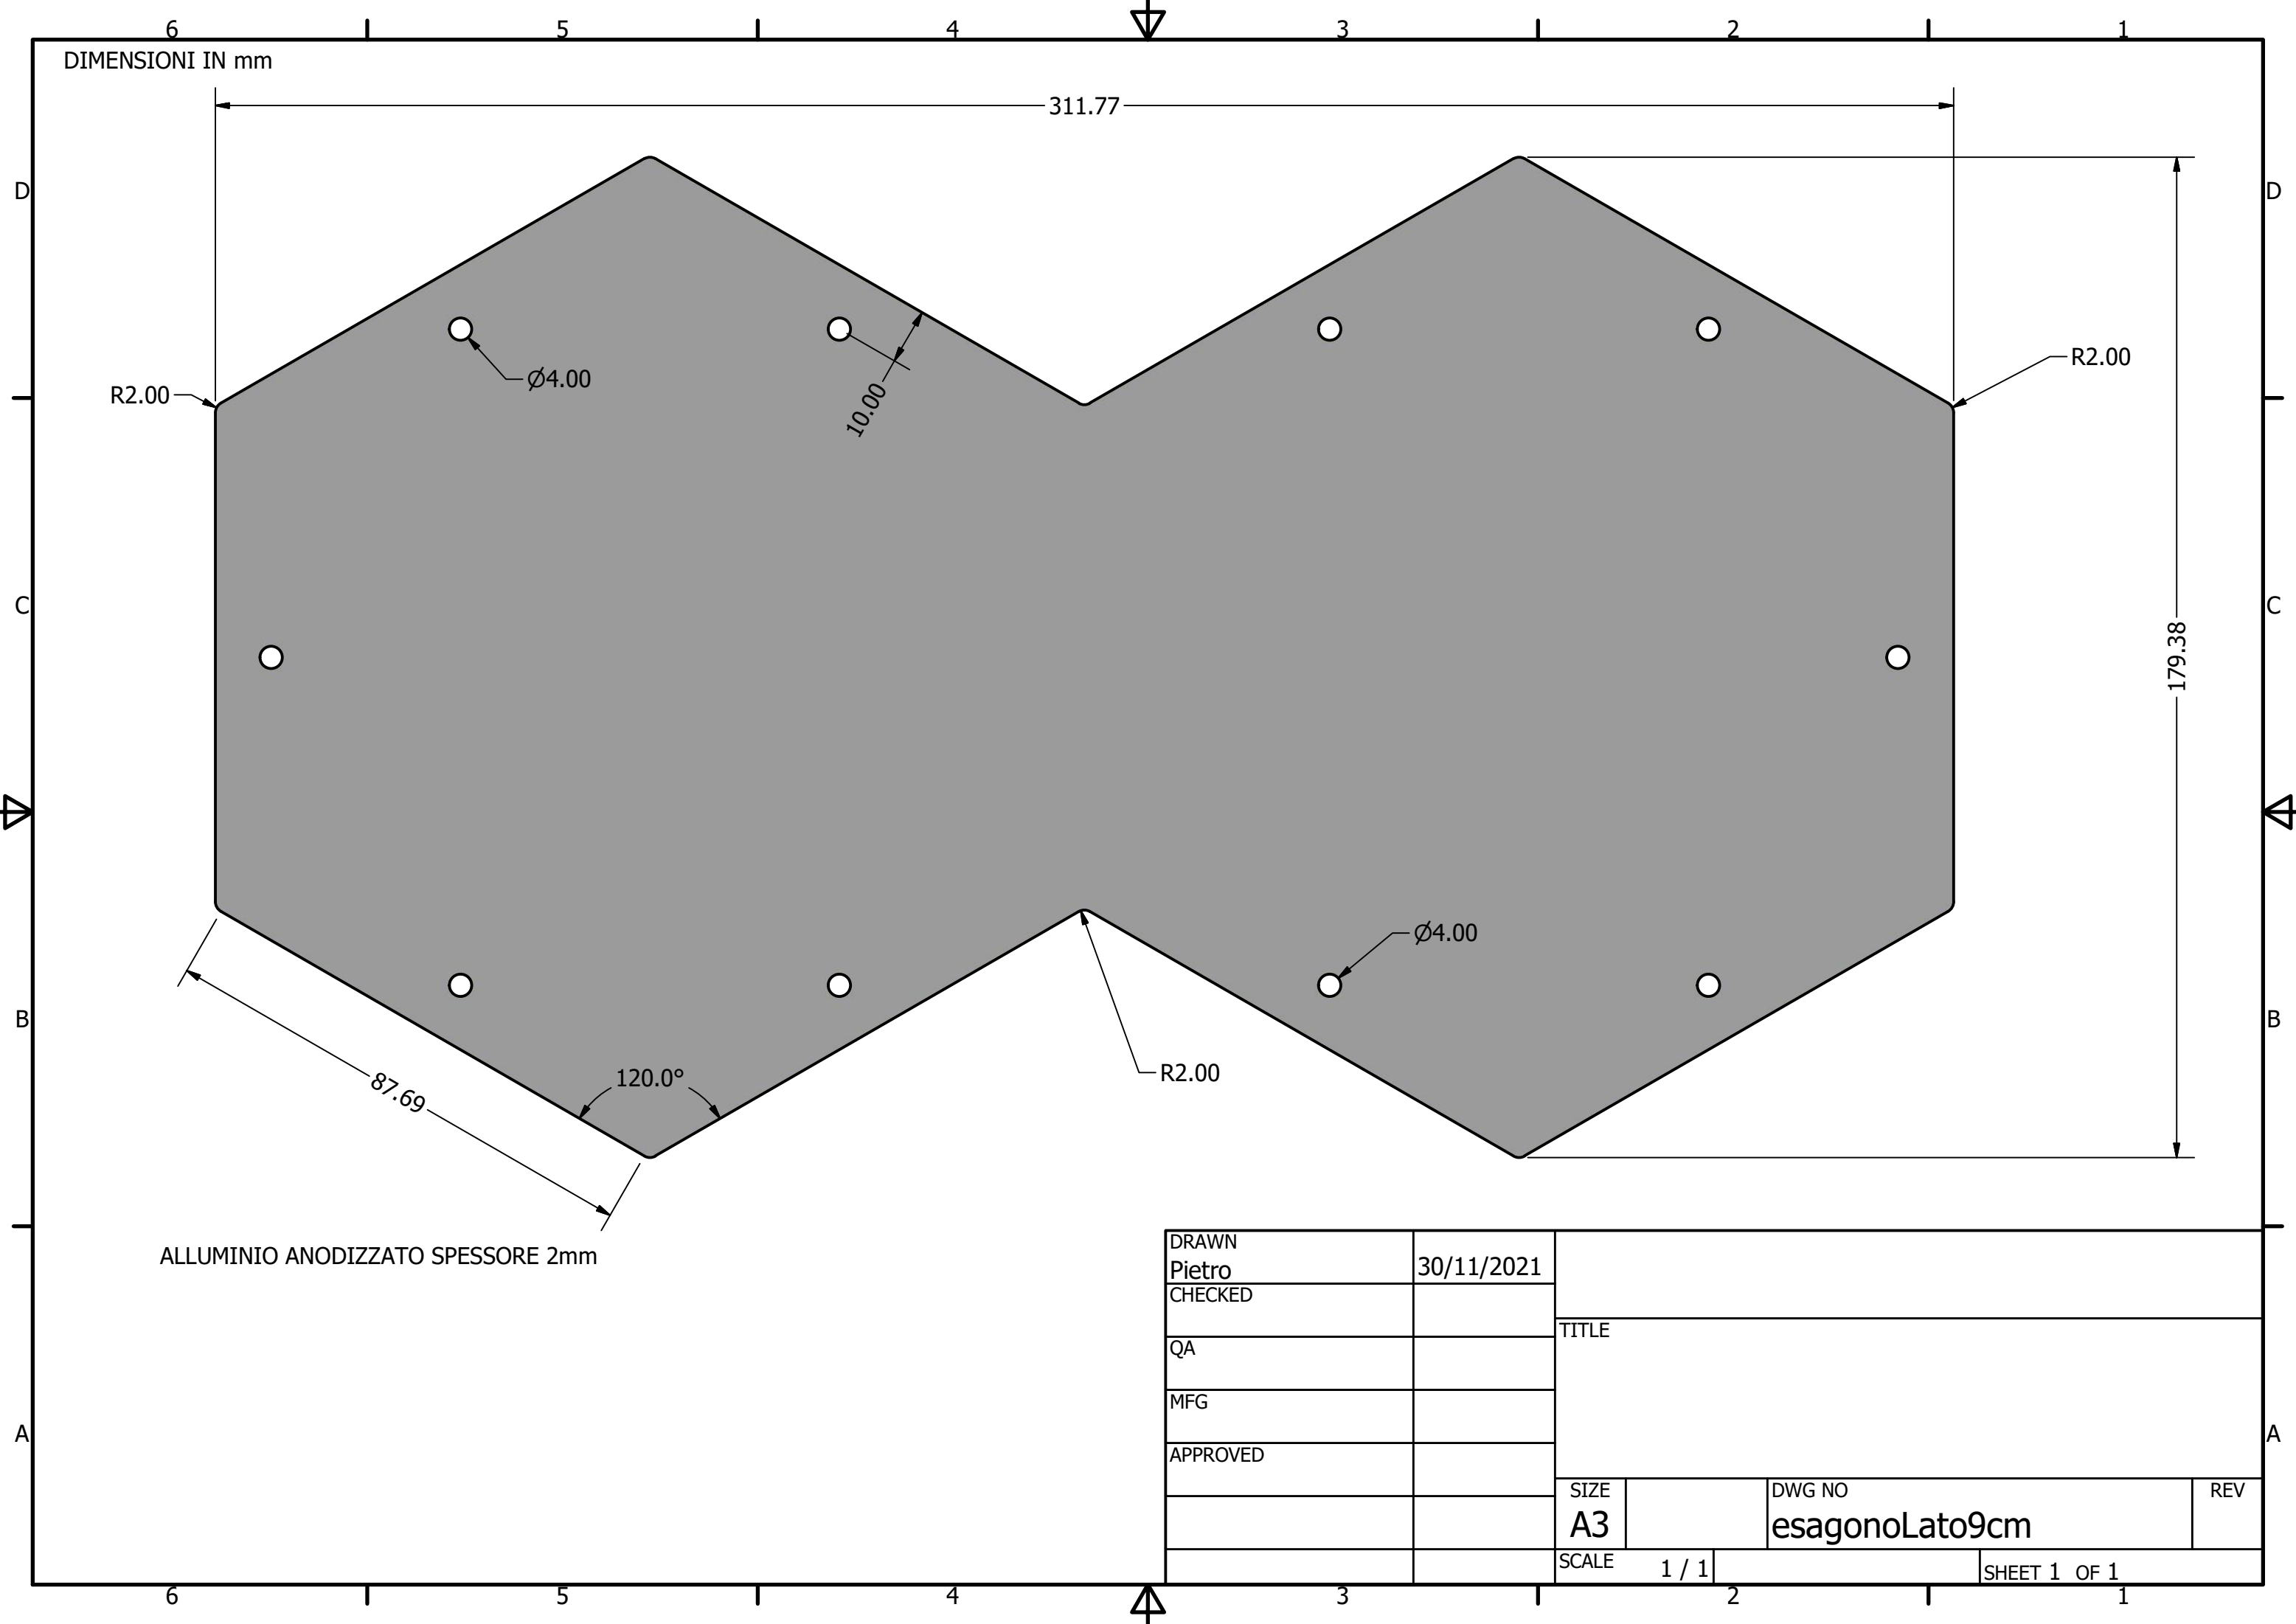 6 5 4 3 2 1
DIMENSIONI IN mm
311.77
D D
R2.00
Ø4.00
10.00
R2.00
C C
179.38
Ø4.00
B B
87.69
120.0°
R2.00
ALLUMINIO ANODIZZATO SPESSORE 2mm
DRAWN
Pietro
30/11/2021
CHECKED
TITLE
QA
MFG
A A
APPROVED
SIZE
A3
DWG NO
esagonoLato9cm
REV
SCALE
1 / 1
SHEET 1 OF 1
6 5 4 3 2 1